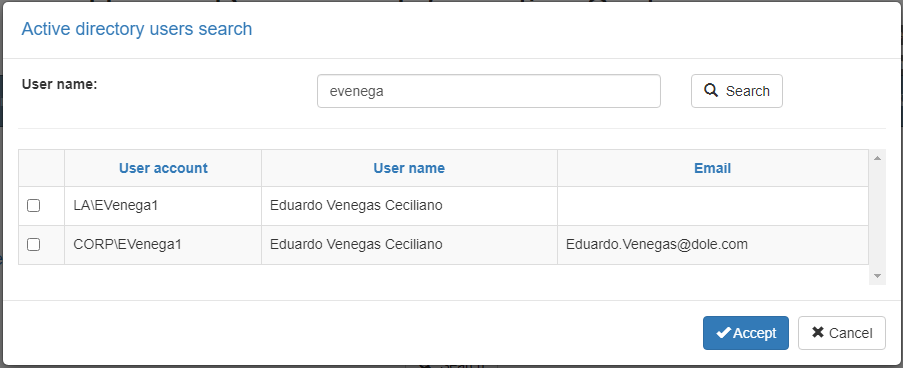 Active directory users search
User name:
evenega
Search
User account User name Email
LA\EVenega1 Eduardo Venegas Ceciliano
CORP\EVenega1 Eduardo Venegas Ceciliano Eduardo.Venegas@dole.com
Accept Cancel